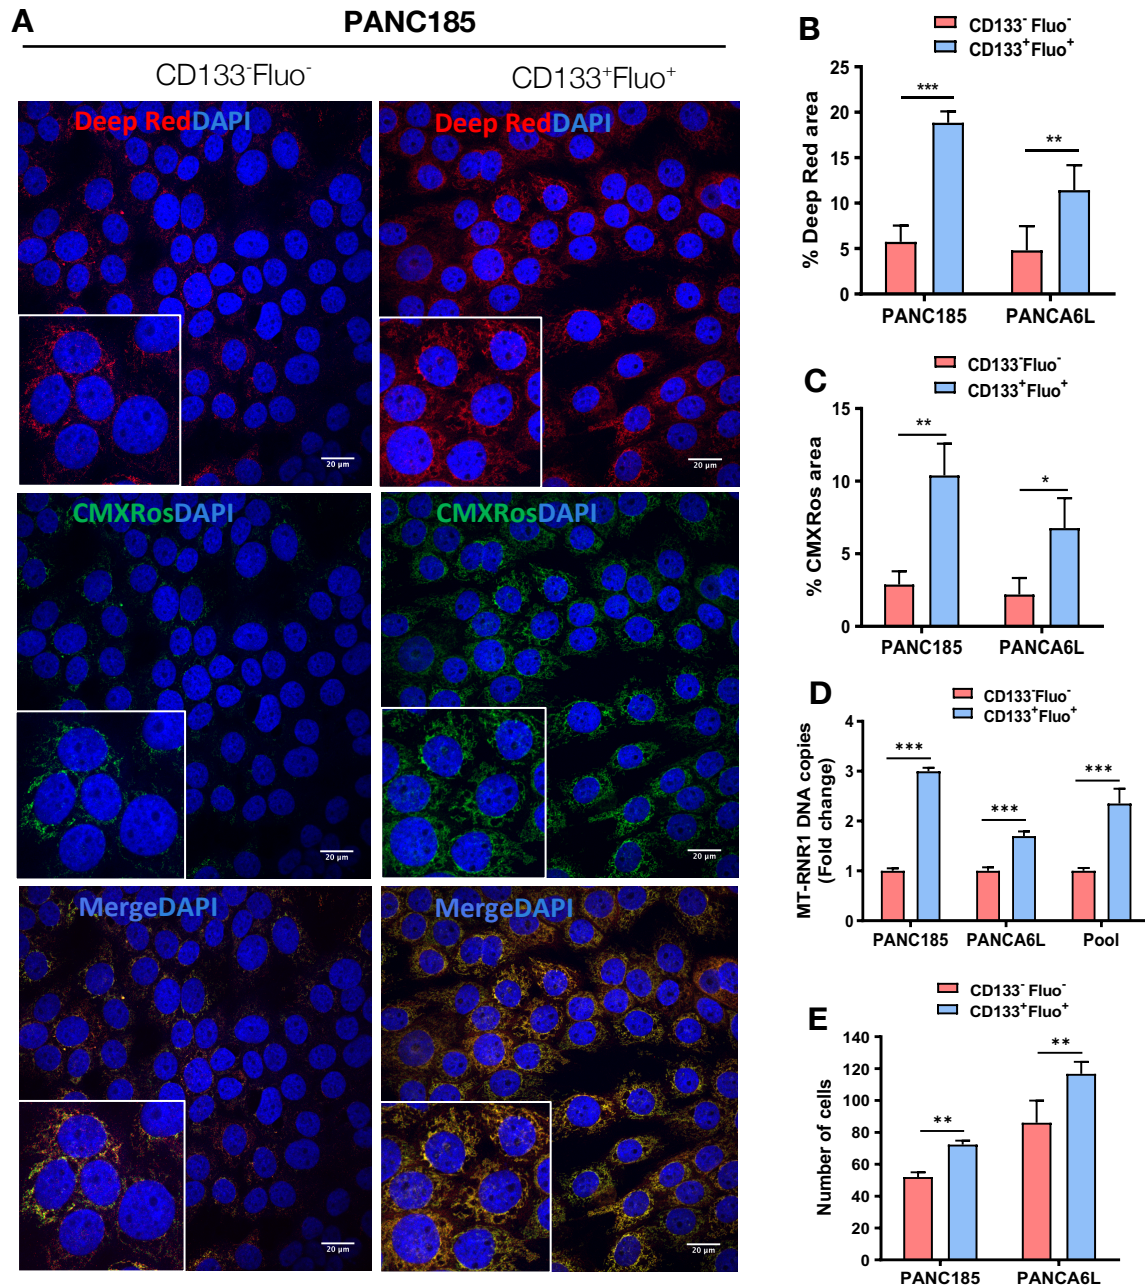 A
PANC185
CD133⁻Fluo⁻
CD133⁺Fluo⁺
Deep RedDAPI
Deep RedDAPI
20 µm
20 µm
CMXRosDAPI
CMXRosDAPI
20 µm
20 µm
MergeDAPI
MergeDAPI
20 µm
20 µm
B
CD133⁻ Fluo⁻
CD133⁺Fluo⁺
% Deep Red area
25
20
15
10
5
0
***
**
PANC185
PANCA6L
C
CD133⁻Fluo⁻
CD133⁺Fluo⁺
% CMXRos area
15
10
5
0
**
*
PANC185
PANCA6L
D
CD133⁻Fluo⁻
CD133⁺Fluo⁺
MT-RNR1 DNA copies
(Fold change)
4
3
2
1
0
***
***
***
PANC185
PANCA6L
Pool
E
CD133⁻ Fluo⁻
CD133⁺Fluo⁺
Number of cells
140
120
100
80
60
40
20
0
**
**
PANC185
PANCA6L